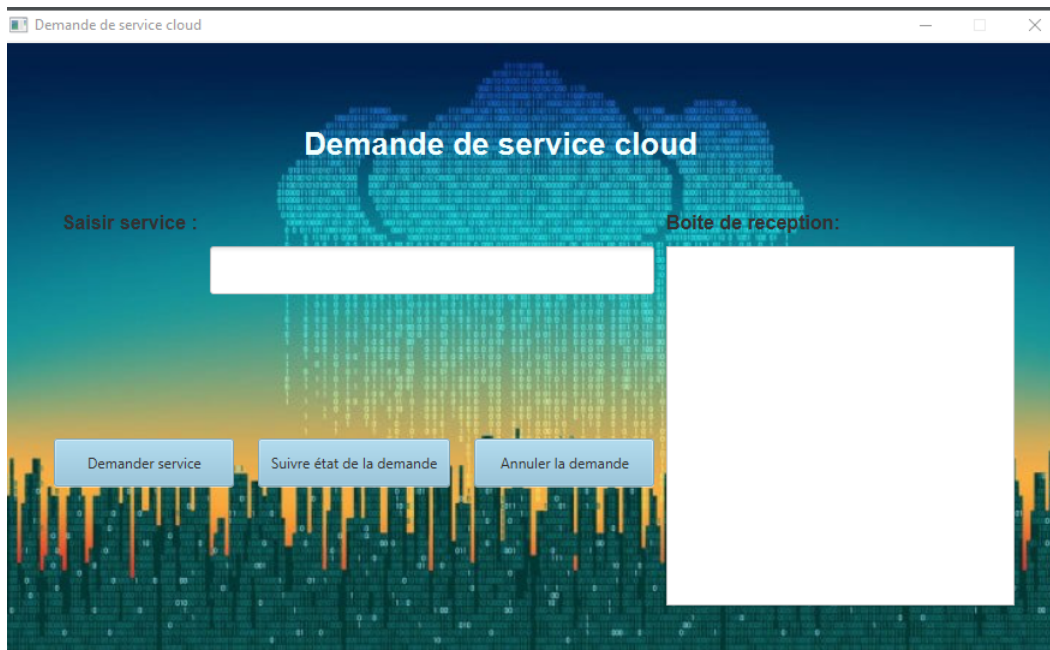 Demande de service cloud
Demande de service cloud
Saisir service :
Boite de reception:
Demander service
Suivre état de la demande
Annuler la demande